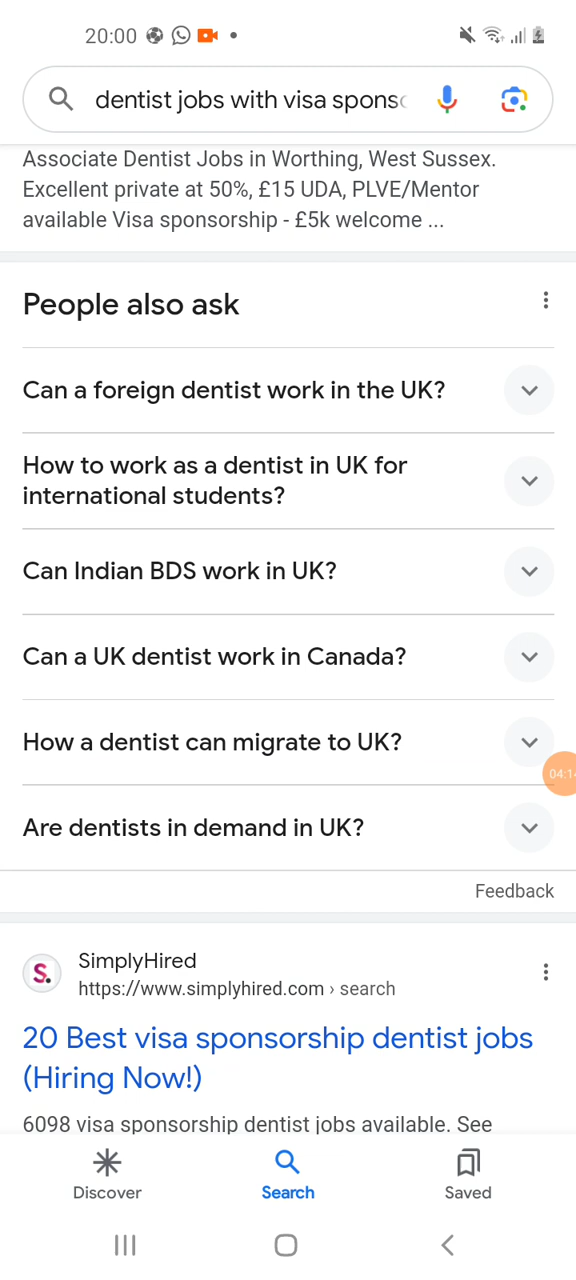 20:00
dentist jobs with visa spons
Associate Dentist Jobs in Worthing, West Sussex.
Excellent private at 50%, £15 UDA, PLVE/Mentor
available Visa sponsorship - £5k welcome ...
People also ask
Can a foreign dentist work in the UK?
How to work as a dentist in UK for
international students?
Can Indian BDS work in UK?
Can a UK dentist work in Canada?
How a dentist can migrate to UK?
04:1
Are dentists in demand in UK?
Feedback
S.
SimplyHired
https://www.simplyhired.com › search
20 Best visa sponsorship dentist jobs
(Hiring Now!)
6098 visa sponsorship dentist jobs available. See
Discover
Search
Saved